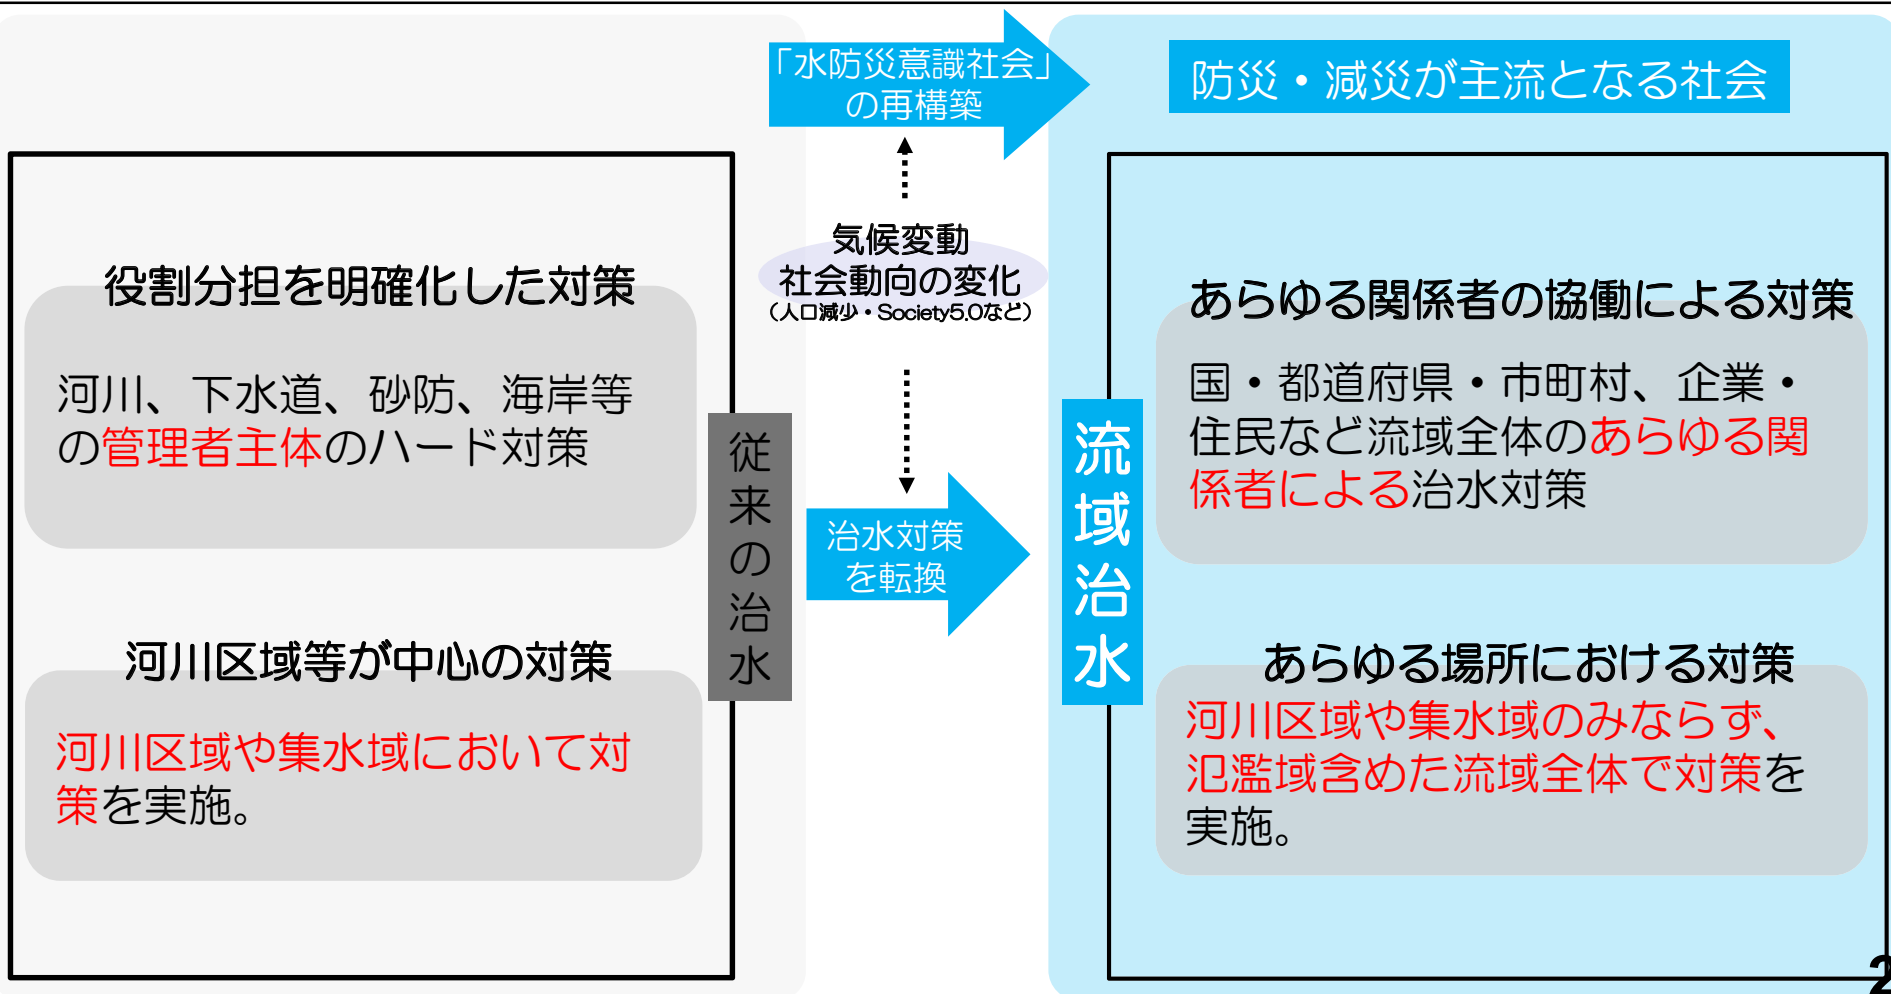 「水防災意識社会」
の再構築
防災・減災が主流となる社会
気候変動
社会動向の変化
（人口減少・Society5.0など）
治水対策
を転換
役割分担を明確化した対策
河川、下水道、砂防、海岸等
の管理者主体のハード対策
河川区域等が中心の対策
河川区域や集水域において対
策を実施。
従来の治水
流域治水
あらゆる関係者の協働による対策
国・都道府県・市町村、企業・
住民など流域全体のあらゆる関
係者による治水対策
あらゆる場所における対策
河川区域や集水域のみならず、
氾濫域含めた流域全体で対策を
実施。
2